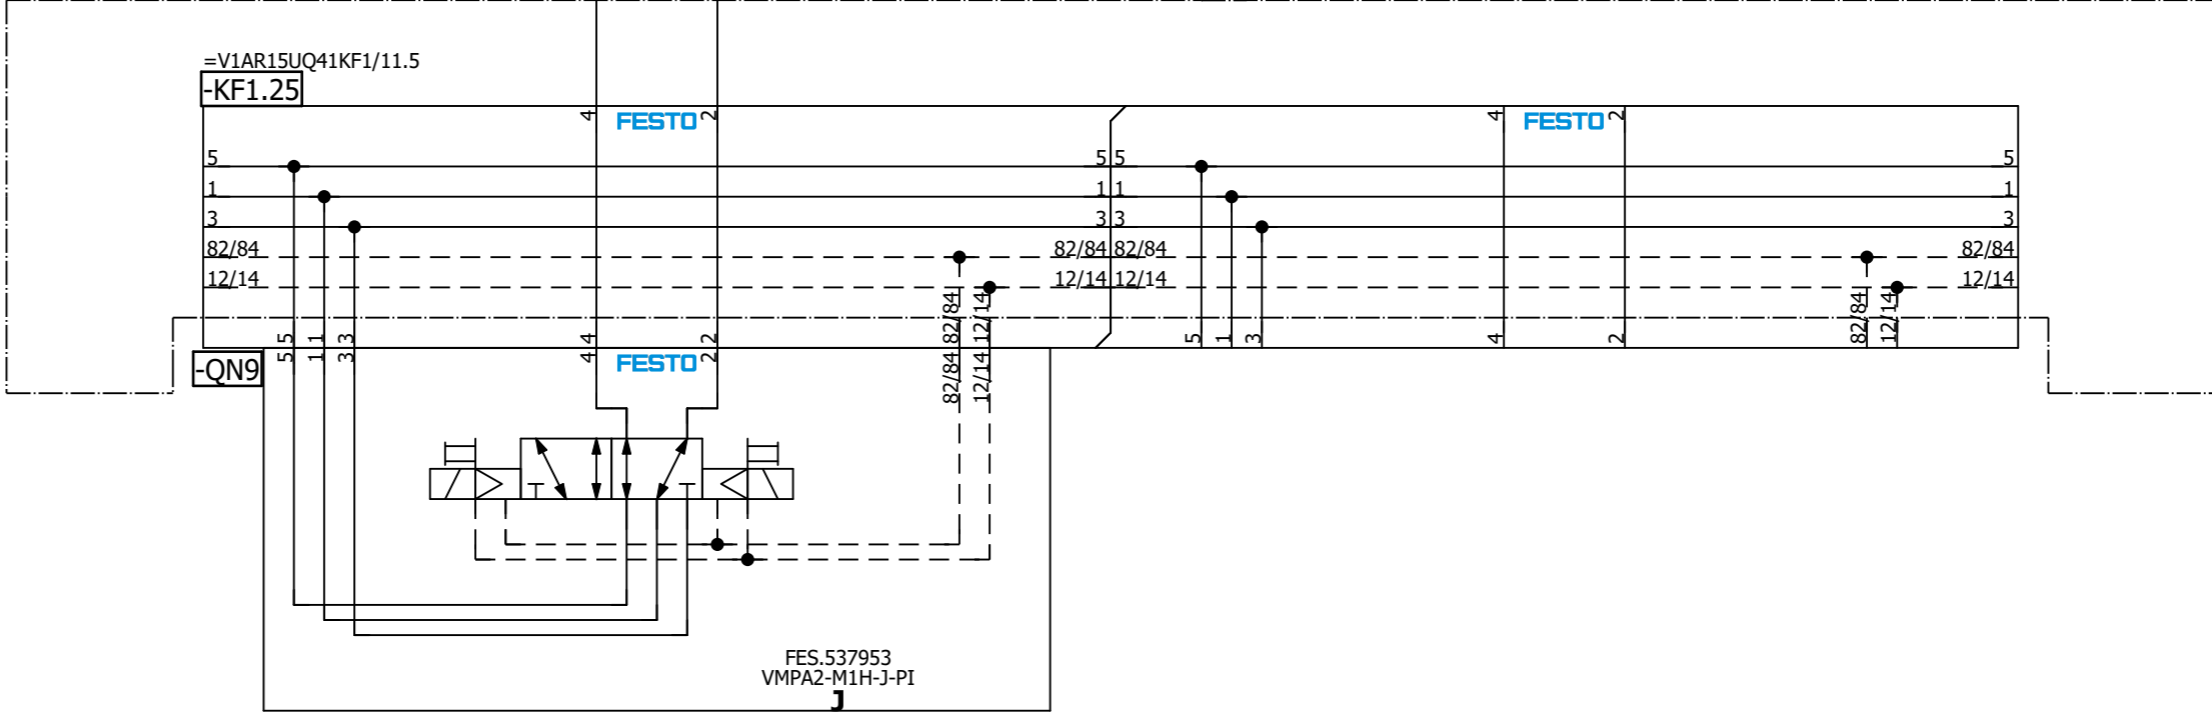 =V1AR15UQ41KF1/11.5
-KF1.25
4 FESTO 2 4 FESTO 2
5 5 5 5
1 1 1 1
3 3 3 3
82/84 82/84 82/84 82/84
12/14 12/14 12/14 12/14
5 1 3 4 2 82/84 12/14 5 1 3 4 2 82/84 12/14
-QN9
5 1 3 4 FESTO 2 82/84 12/14
FES.537953
VMPA2-M1H-J-PI
J